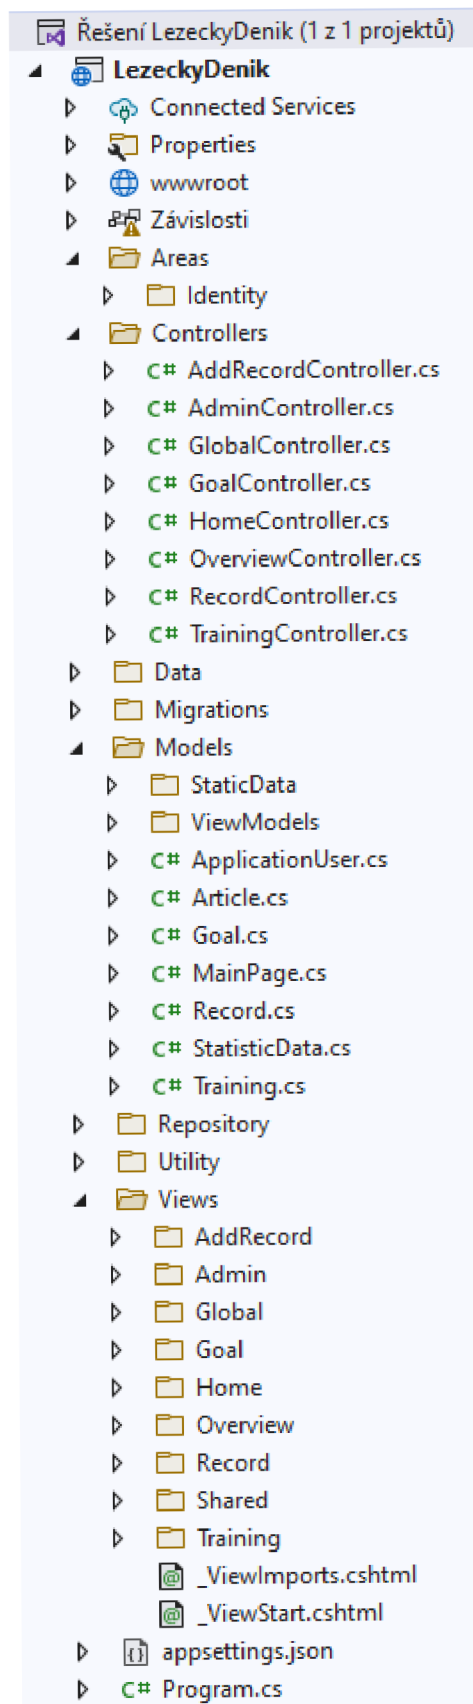 Řešení LezeckyDenik (1 z 1 projektů)
LezeckyDenik
Connected Services
Properties
wwwroot
Závislosti
Areas
Identity
Controllers
C# AddRecordController.cs
C# AdminController.cs
C# GlobalController.cs
C# GoalController.cs
C# HomeController.cs
C# OverviewController.cs
C# RecordController.cs
C# TrainingController.cs
Data
Migrations
Models
StaticData
ViewModels
C# ApplicationUser.cs
C# Article.cs
C# Goal.cs
C# MainPage.cs
C# Record.cs
C# StatisticData.cs
C# Training.cs
Repository
Utility
Views
AddRecord
Admin
Global
Goal
Home
Overview
Record
Shared
Training
_ViewImports.cshtml
_ViewStart.cshtml
appsettings.json
C# Program.cs